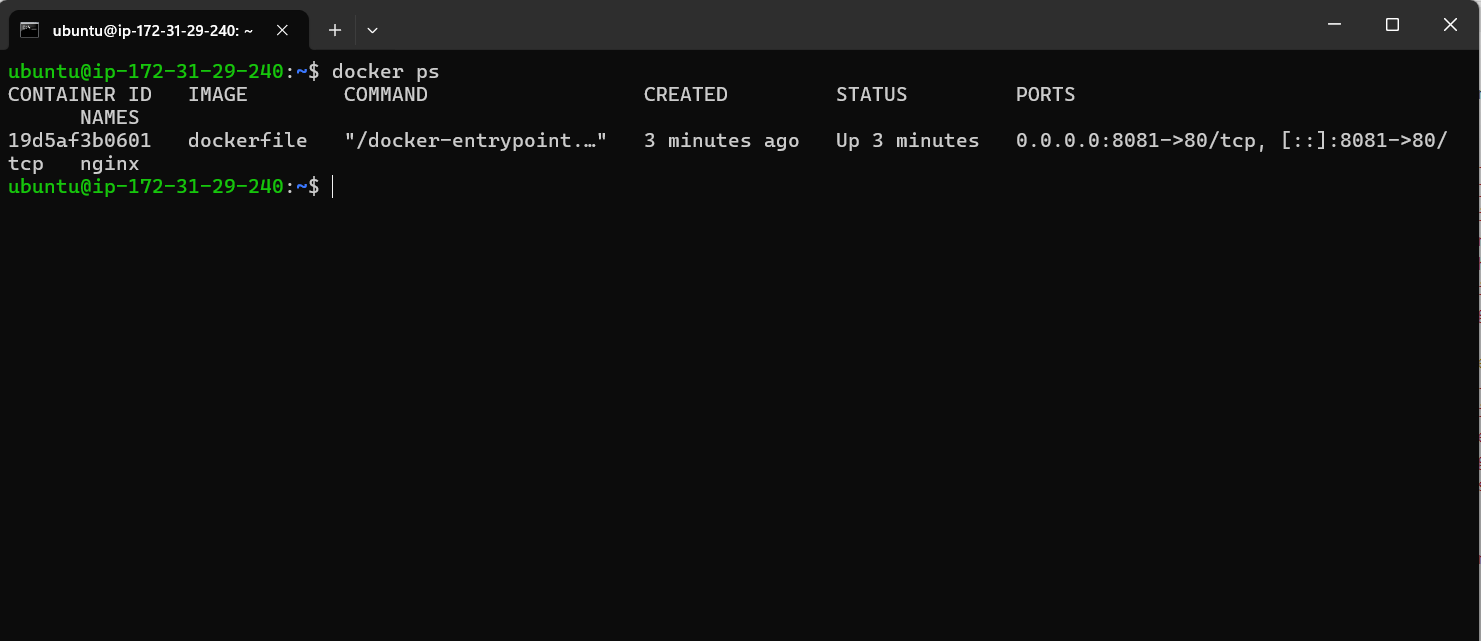 ubuntu@ip-172-31-29-240: ~
ubuntu@ip-172-31-29-240:~$ docker ps
CONTAINER ID   IMAGE        COMMAND                  CREATED         STATUS         PORTS
      NAMES
19d5af3b0601   dockerfile   "/docker-entrypoint.…"   3 minutes ago   Up 3 minutes   0.0.0.0:8081->80/tcp, [::]:8081->80/
tcp   nginx
ubuntu@ip-172-31-29-240:~$